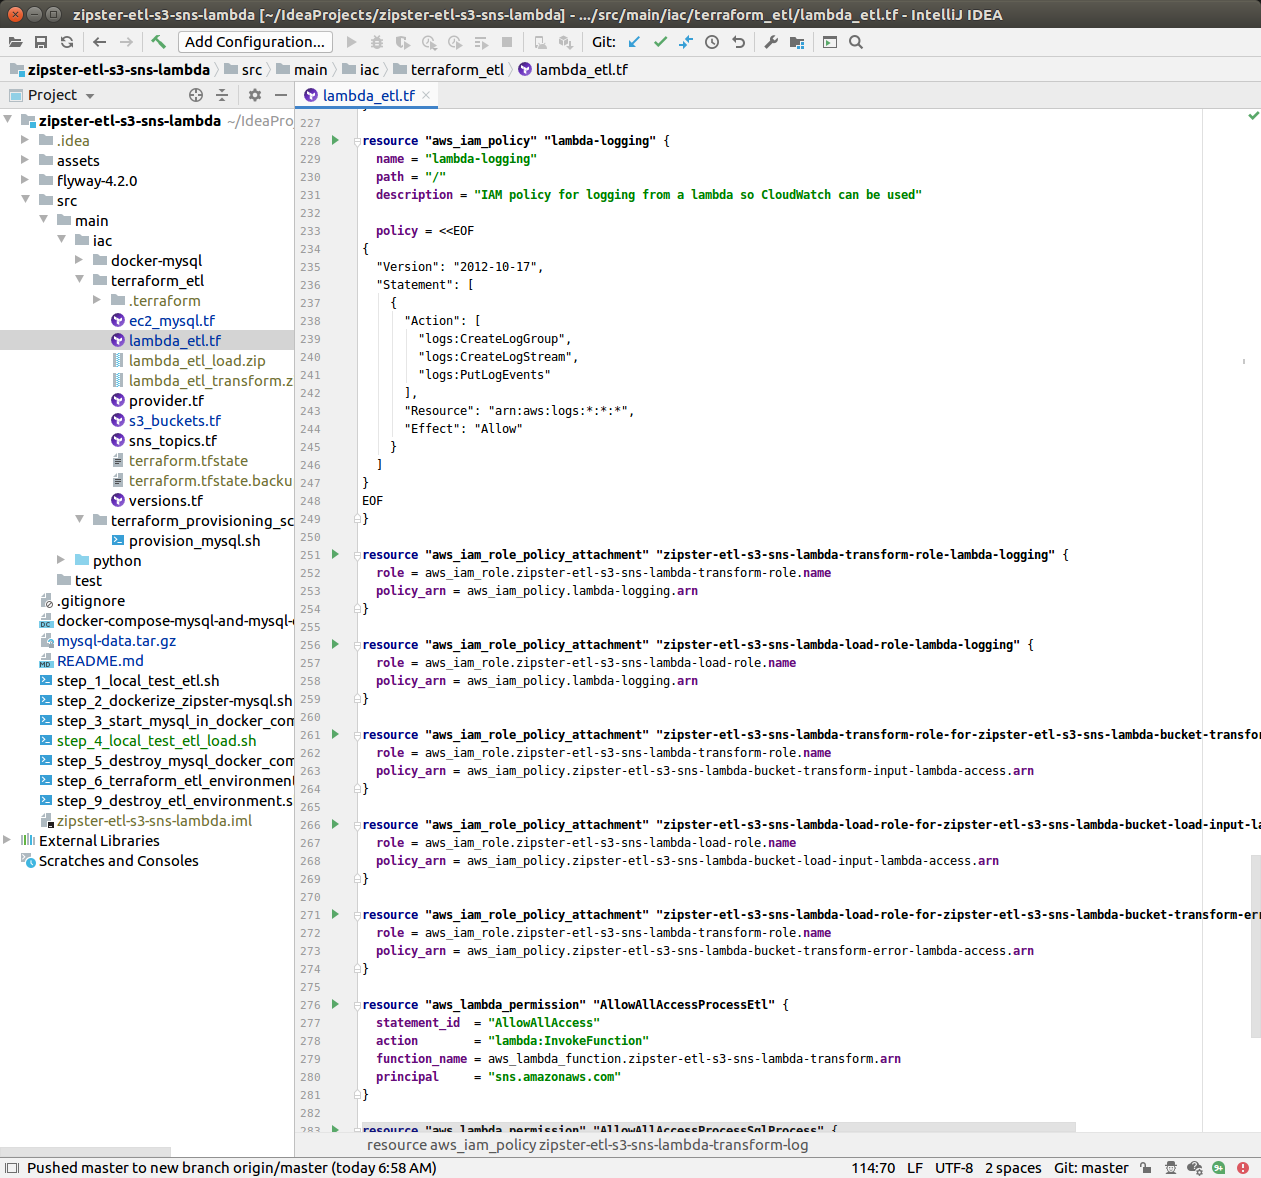 zipster-etl-s3-sns-lambda [~/IdeaProjects/zipster-etl-s3-sns-lambda] - .../src/main/iac/terraform_etl/lambda_etl.tf - IntelliJ IDEA
Add Configuration... Git:
zipster-etl-s3-sns-lambda src main iac terraform_etl lambda_etl.tf
Project
lambda_etl.tf
zipster-etl-s3-sns-lambda ~/IdeaPro
.idea
assets
flyway-4.2.0
src
main
iac
docker-mysql
terraform_etl
.terraform
ec2_mysql.tf
lambda_etl.tf
lambda_etl_load.zip
lambda_etl_transform.z
provider.tf
s3_buckets.tf
sns_topics.tf
terraform.tfstate
terraform.tfstate.backu
versions.tf
terraform_provisioning_sc
provision_mysql.sh
python
test
.gitignore
docker-compose-mysql-and-mysql-
mysql-data.tar.gz
README.md
step_1_local_test_etl.sh
step_2_dockerize_zipster-mysql.sh
step_3_start_mysql_in_docker_com
step_4_local_test_etl_load.sh
step_5_destroy_mysql_docker_com
step_6_terraform_etl_environment
step_9_destroy_etl_environment.s
zipster-etl-s3-sns-lambda.iml
External Libraries
Scratches and Consoles
227
228 resource "aws_iam_policy" "lambda-logging" {
229 name = "lambda-logging"
230 path = "/"
231 description = "IAM policy for logging from a lambda so CloudWatch can be used"
232
233 policy = <<EOF
234 {
235 "Version": "2012-10-17",
236 "Statement": [
237 {
238 "Action": [
239 "logs:CreateLogGroup",
240 "logs:CreateLogStream",
241 "logs:PutLogEvents"
242 ],
243 "Resource": "arn:aws:logs:*:*:*",
244 "Effect": "Allow"
245 }
246 ]
247 }
248 EOF
249 }
250
251 resource "aws_iam_role_policy_attachment" "zipster-etl-s3-sns-lambda-transform-role-lambda-logging" {
252 role = aws_iam_role.zipster-etl-s3-sns-lambda-transform-role.name
253 policy_arn = aws_iam_policy.lambda-logging.arn
254 }
255
256 resource "aws_iam_role_policy_attachment" "zipster-etl-s3-sns-lambda-load-role-lambda-logging" {
257 role = aws_iam_role.zipster-etl-s3-sns-lambda-load-role.name
258 policy_arn = aws_iam_policy.lambda-logging.arn
259 }
260
261 resource "aws_iam_role_policy_attachment" "zipster-etl-s3-sns-lambda-transform-role-for-zipster-etl-s3-sns-lambda-bucket-transfor
262 role = aws_iam_role.zipster-etl-s3-sns-lambda-transform-role.name
263 policy_arn = aws_iam_policy.zipster-etl-s3-sns-lambda-bucket-transform-input-lambda-access.arn
264 }
265
266 resource "aws_iam_role_policy_attachment" "zipster-etl-s3-sns-lambda-load-role-for-zipster-etl-s3-sns-lambda-bucket-load-input-la
267 role = aws_iam_role.zipster-etl-s3-sns-lambda-load-role.name
268 policy_arn = aws_iam_policy.zipster-etl-s3-sns-lambda-bucket-load-input-lambda-access.arn
269 }
270
271 resource "aws_iam_role_policy_attachment" "zipster-etl-s3-sns-lambda-load-role-for-zipster-etl-s3-sns-lambda-bucket-transform-er
272 role = aws_iam_role.zipster-etl-s3-sns-lambda-transform-role.name
273 policy_arn = aws_iam_policy.zipster-etl-s3-sns-lambda-bucket-transform-error-lambda-access.arn
274 }
275
276 resource "aws_lambda_permission" "AllowAllAccessProcessEtl" {
277 statement_id = "AllowAllAccess"
278 action = "lambda:InvokeFunction"
279 function_name = aws_lambda_function.zipster-etl-s3-sns-lambda-transform.arn
280 principal = "sns.amazonaws.com"
281 }
282
283 resource "aws_lambda_permission" "AllowAllAccessProcessSqlProcess" {
resource aws_iam_policy zipster-etl-s3-sns-lambda-transform-log
Pushed master to new branch origin/master (today 6:58 AM) 114:70 LF UTF-8 2 spaces Git: master